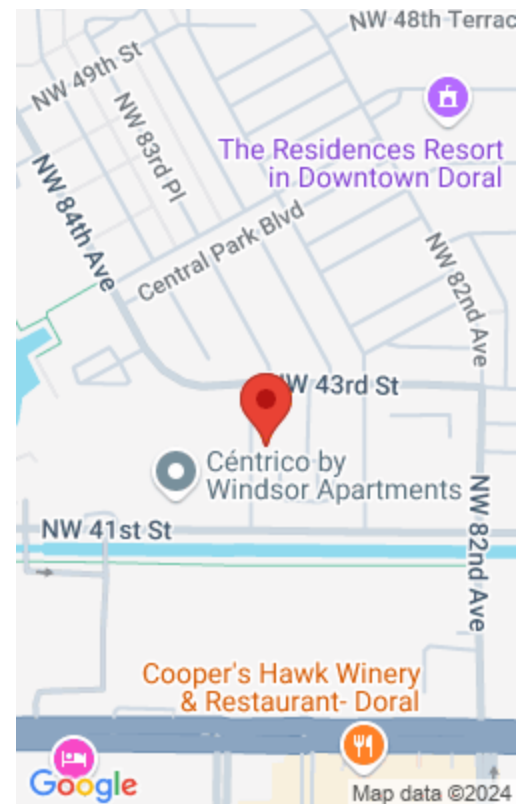 NW 48th Terrac
NW 49th St
NW 83rd Pl
The Residences Resort
in Downtown Doral
NW 84th Ave
Central Park Blvd
NW 82nd Ave
NW 43rd St
Céntrico by
Windsor Apartments
NW 41st St
NW 82nd Ave
Cooper's Hawk Winery
& Restaurant- Doral
Google
Map data ©2024